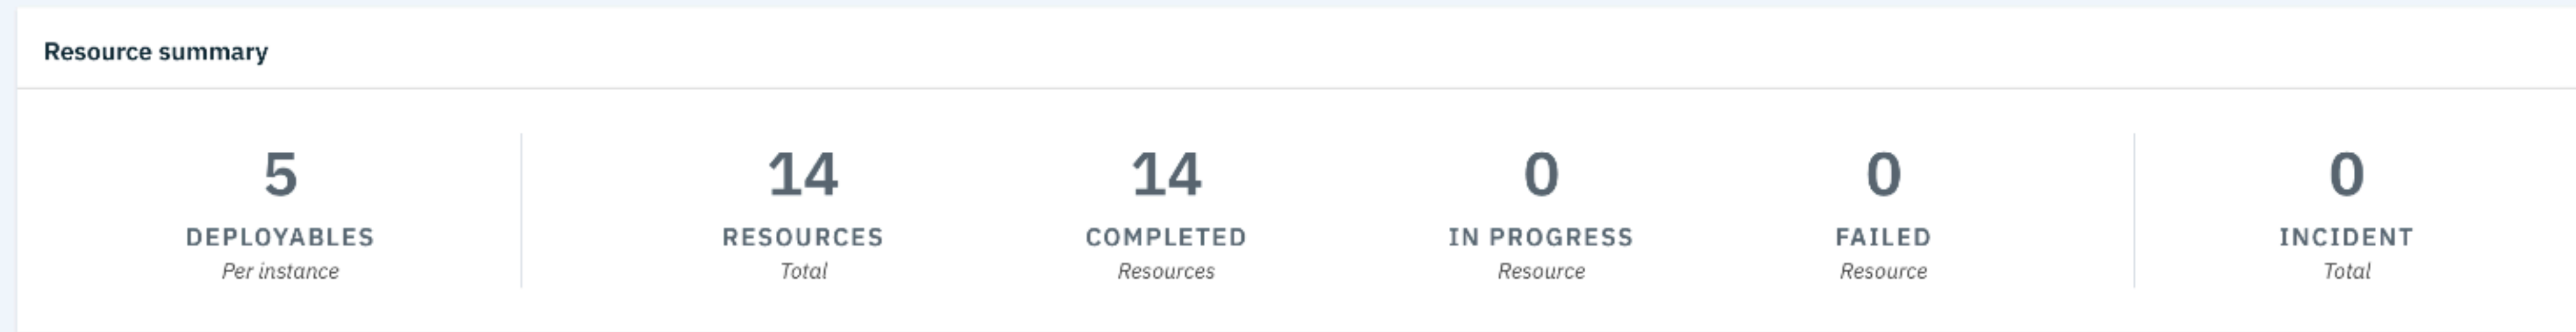 Resource summary
5
DEPLOYABLES
Per instance
14
RESOURCES
Total
14
COMPLETED
Resources
0
IN PROGRESS
Resource
0
FAILED
Resource
0
INCIDENT
Total